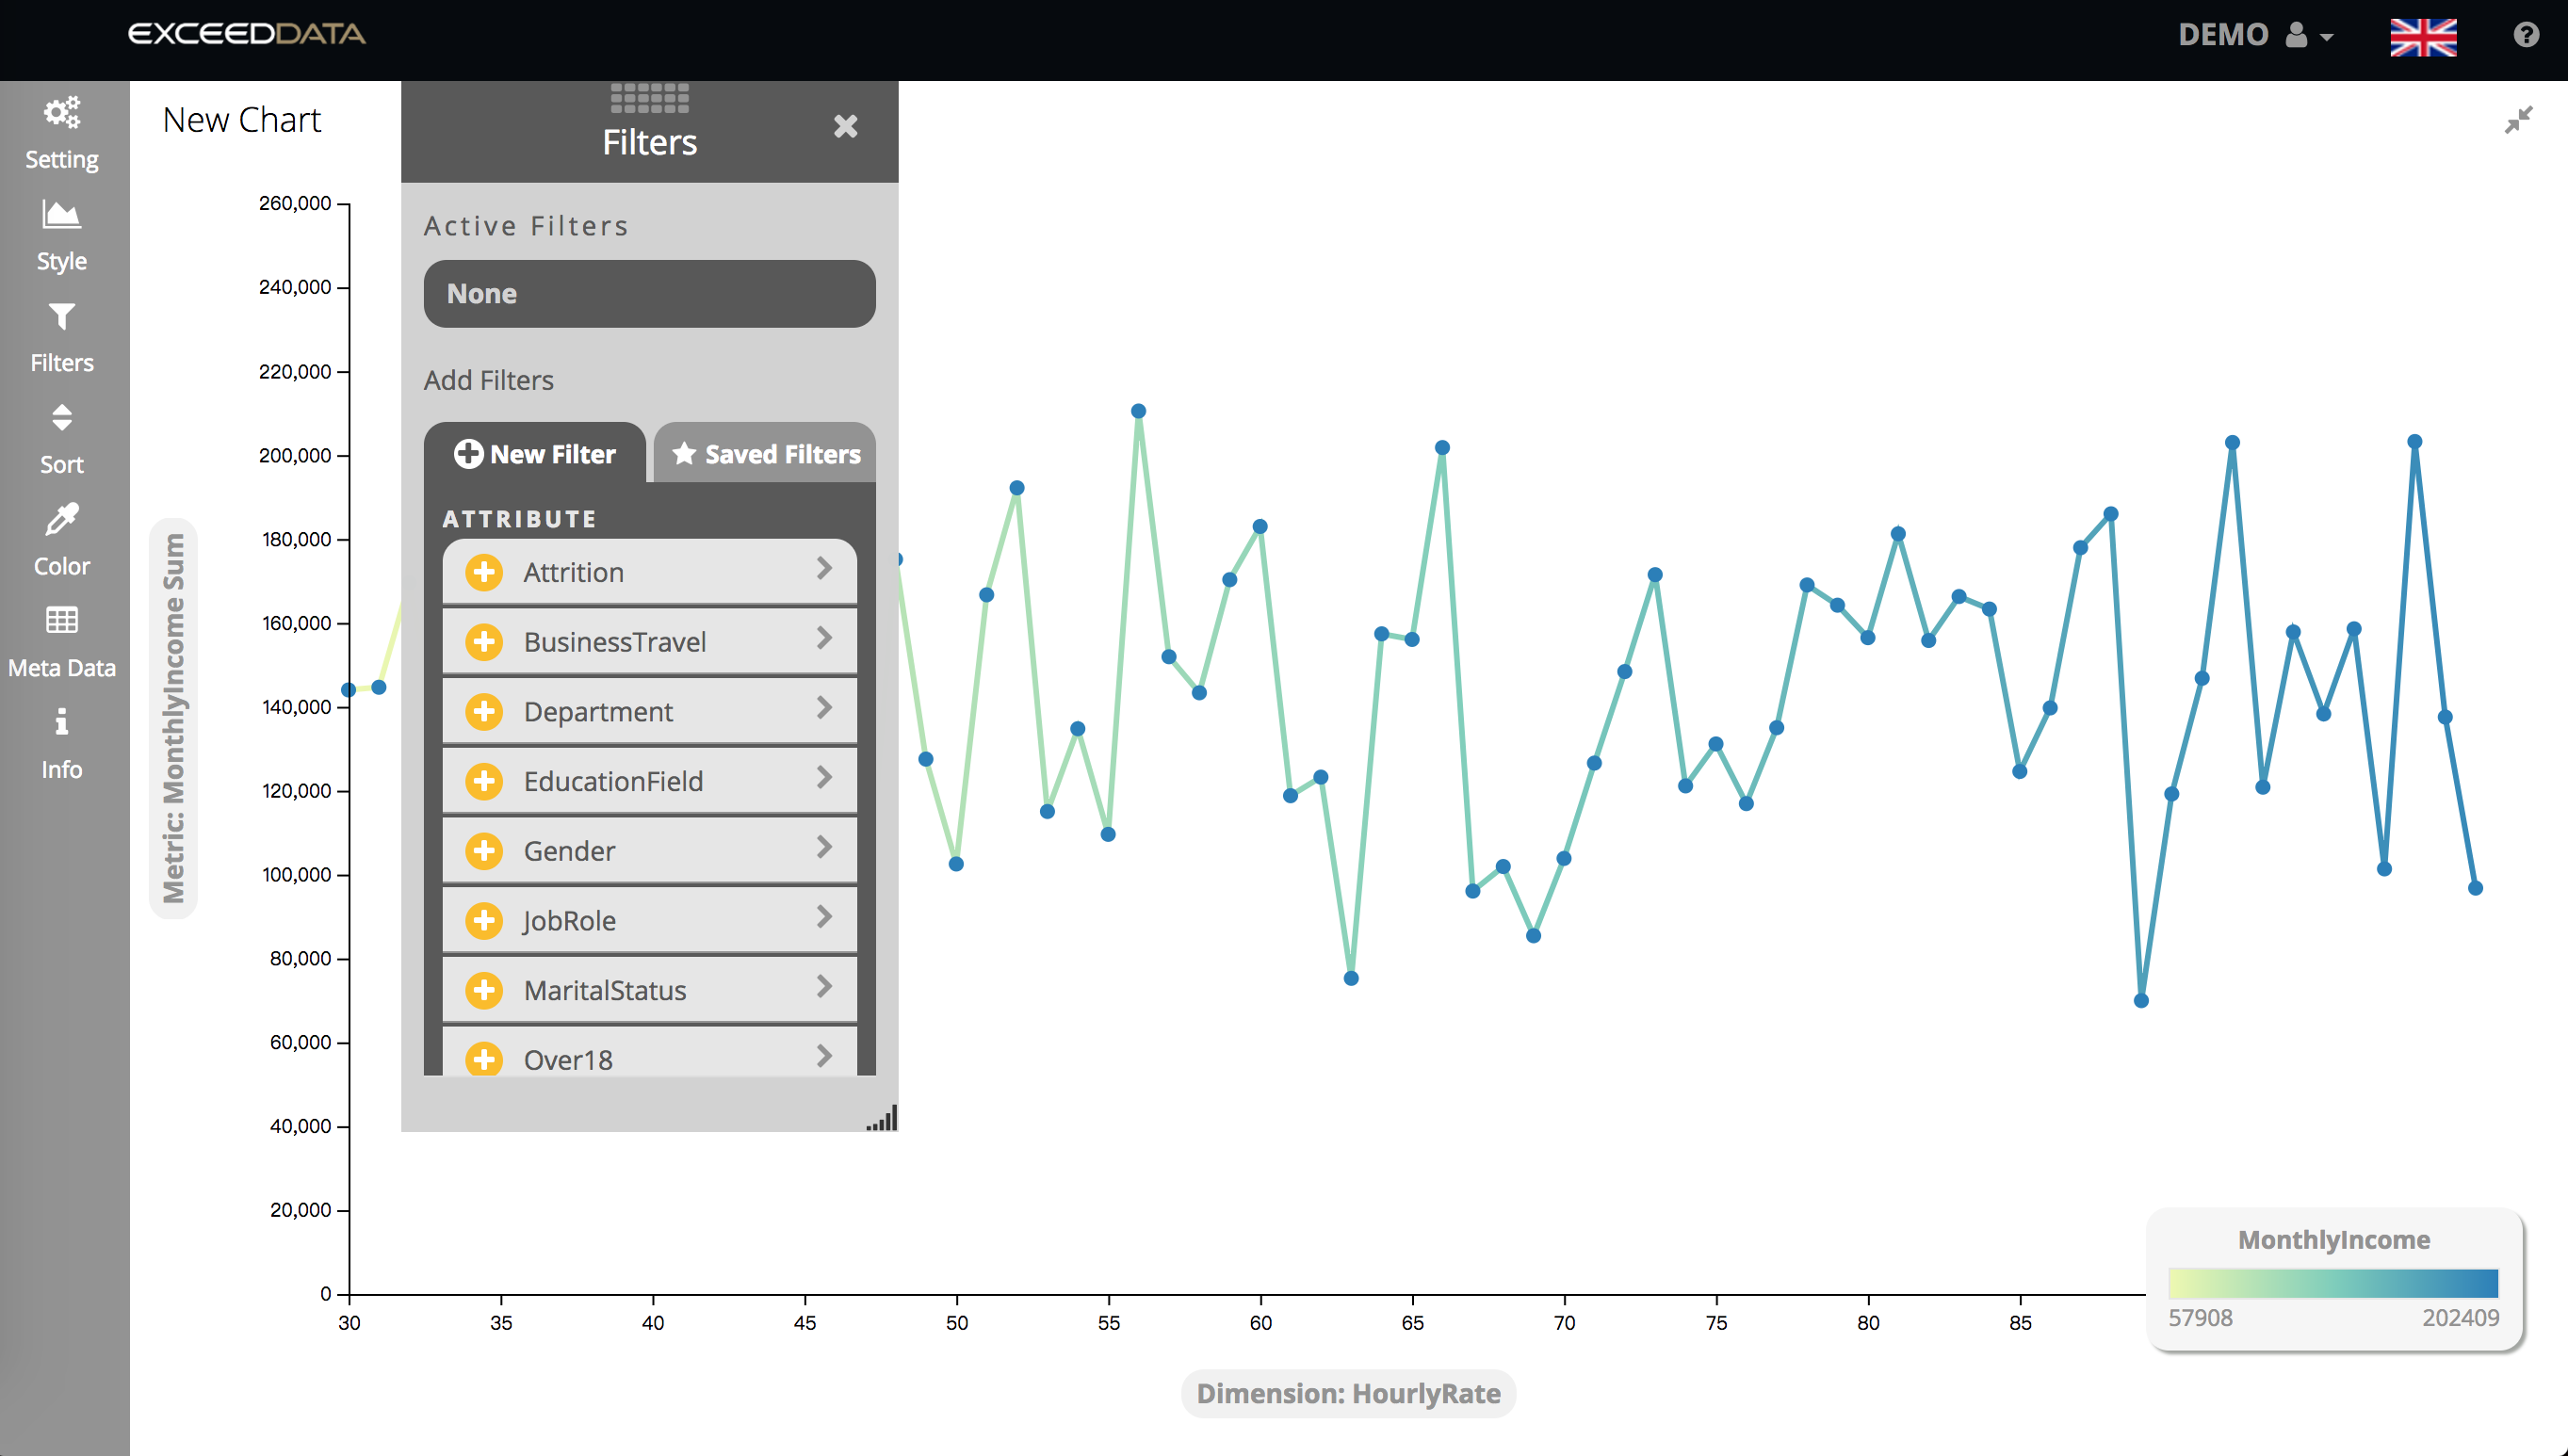 EXCEEDDATA
DEMO
Setting
Style
Filters
Sort
Color
Meta Data
Info
New Chart
Filters
Active Filters
None
Add Filters
New Filter
Saved Filters
ATTRIBUTE
Attrition
BusinessTravel
Department
EducationField
Gender
JobRole
MaritalStatus
Over18
Metric: MonthlyIncome Sum
260,000
240,000
220,000
200,000
180,000
160,000
140,000
120,000
100,000
80,000
60,000
40,000
20,000
0
30 35 40 45 50 55 60 65 70 75 80 85
Dimension: HourlyRate
MonthlyIncome
57908 202409